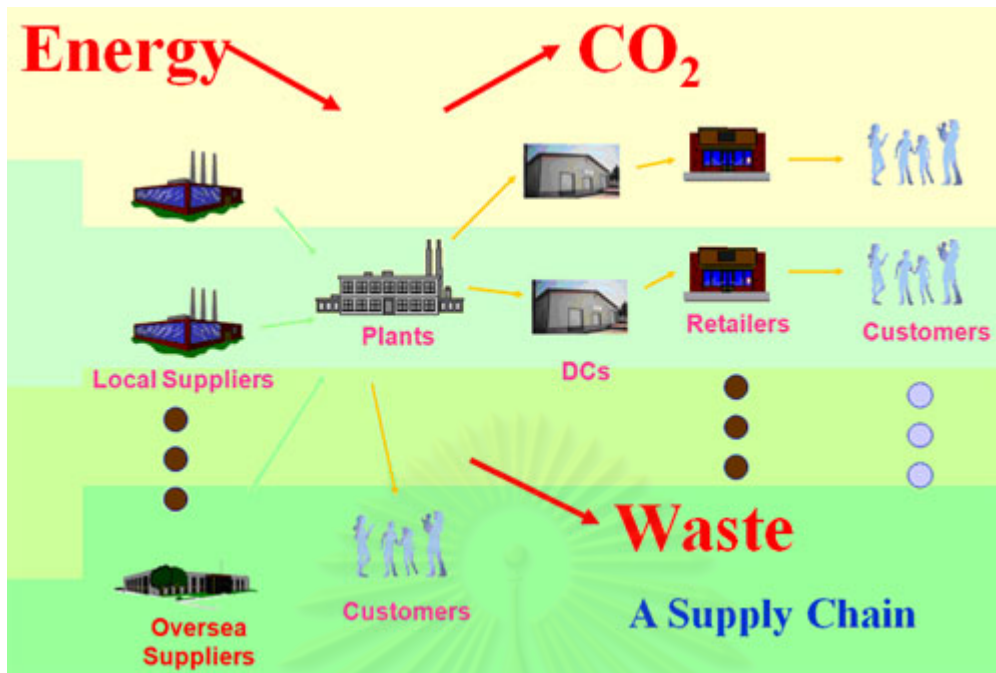 Energy
CO₂
Plants
Retailers
Customers
DCs
Local Suppliers
Waste
Customers
A Supply Chain
Oversea
Suppliers